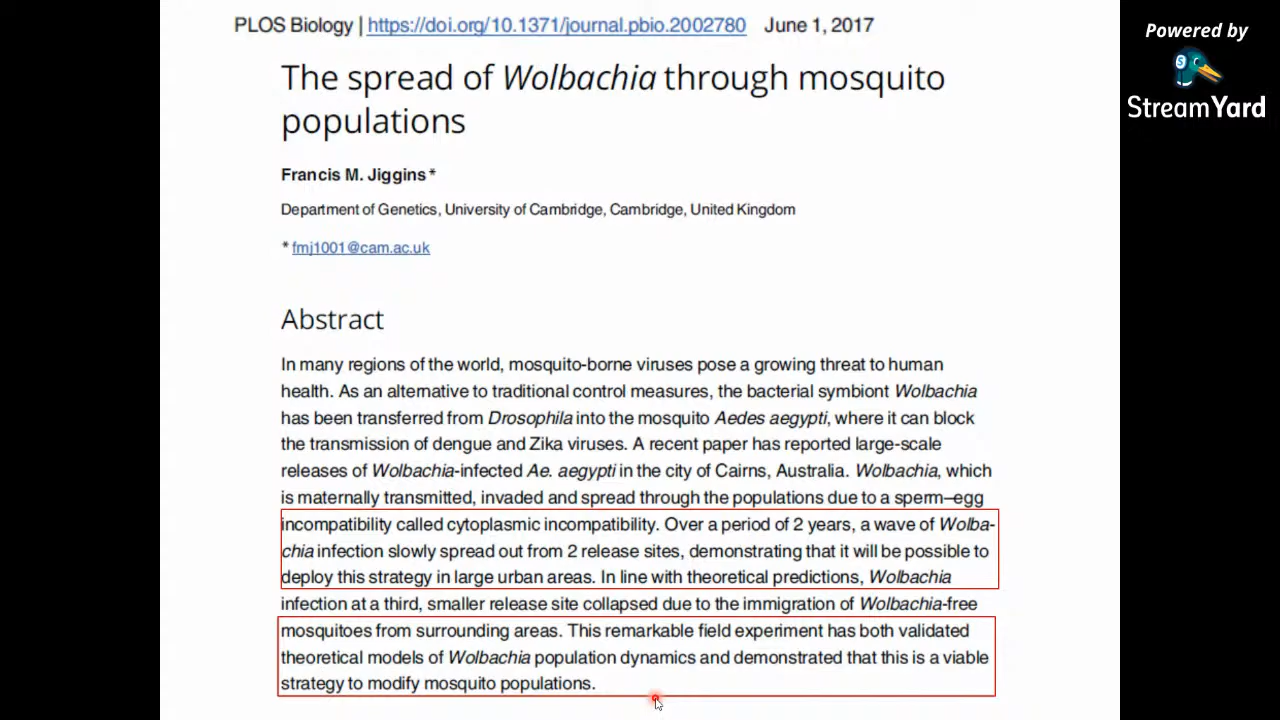 PLOS Biology | https://doi.org/10.1371/journal.pbio.2002780 June 1, 2017
Powered by
StreamYard
The spread of Wolbachia through mosquito
populations
Francis M. Jiggins*
Department of Genetics, University of Cambridge, Cambridge, United Kingdom
* fmj1001@cam.ac.uk
Abstract
In many regions of the world, mosquito-borne viruses pose a growing threat to human
health. As an alternative to traditional control measures, the bacterial symbiont Wolbachia
has been transferred from Drosophila into the mosquito Aedes aegypti, where it can block
the transmission of dengue and Zika viruses. A recent paper has reported large-scale
releases of Wolbachia-infected Ae. aegypti in the city of Cairns, Australia. Wolbachia, which
is maternally transmitted, invaded and spread through the populations due to a sperm–egg
incompatibility called cytoplasmic incompatibility. Over a period of 2 years, a wave of Wolba-
chia infection slowly spread out from 2 release sites, demonstrating that it will be possible to
deploy this strategy in large urban areas. In line with theoretical predictions, Wolbachia
infection at a third, smaller release site collapsed due to the immigration of Wolbachia-free
mosquitoes from surrounding areas. This remarkable field experiment has both validated
theoretical models of Wolbachia population dynamics and demonstrated that this is a viable
strategy to modify mosquito populations.